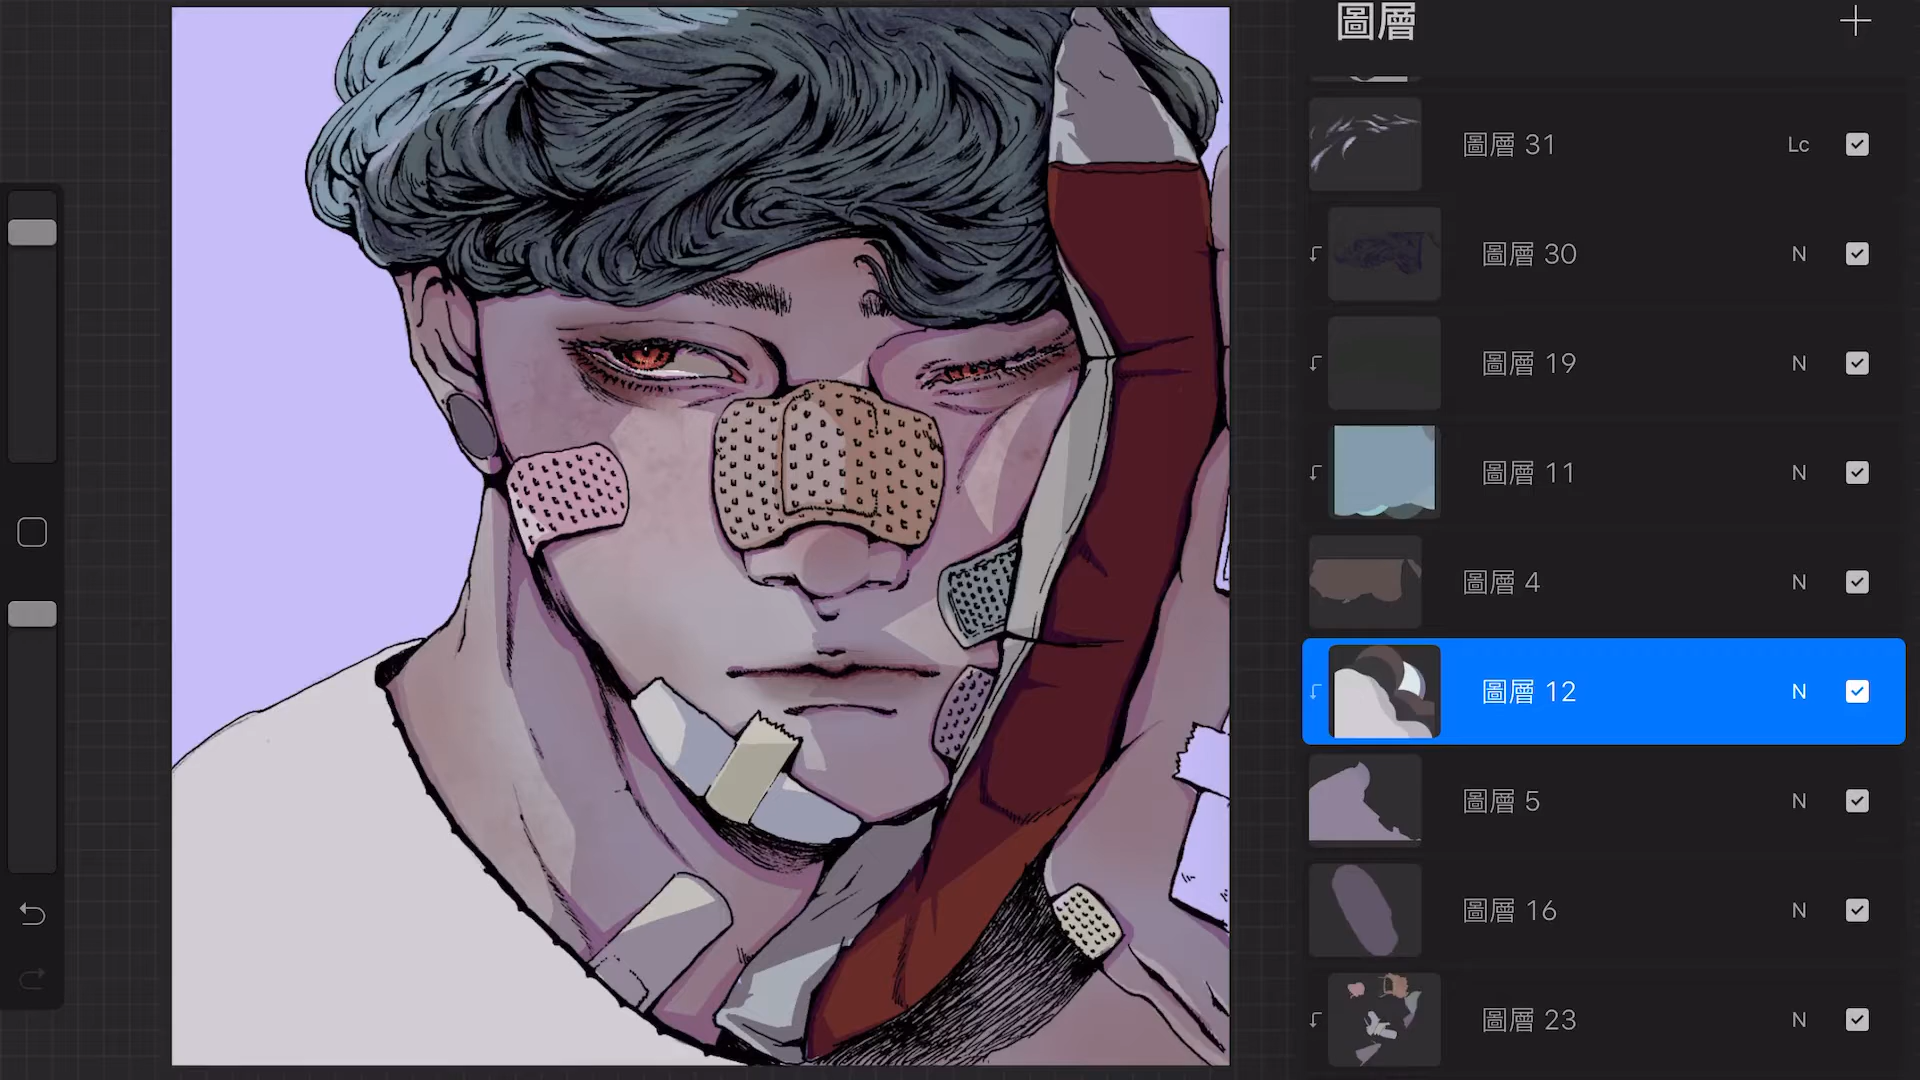 圖層
圖層 31 Lc
圖層 30 N
圖層 19 N
圖層 11 N
圖層 4 N
圖層 12 N
圖層 5 N
圖層 16 N
圖層 23 N